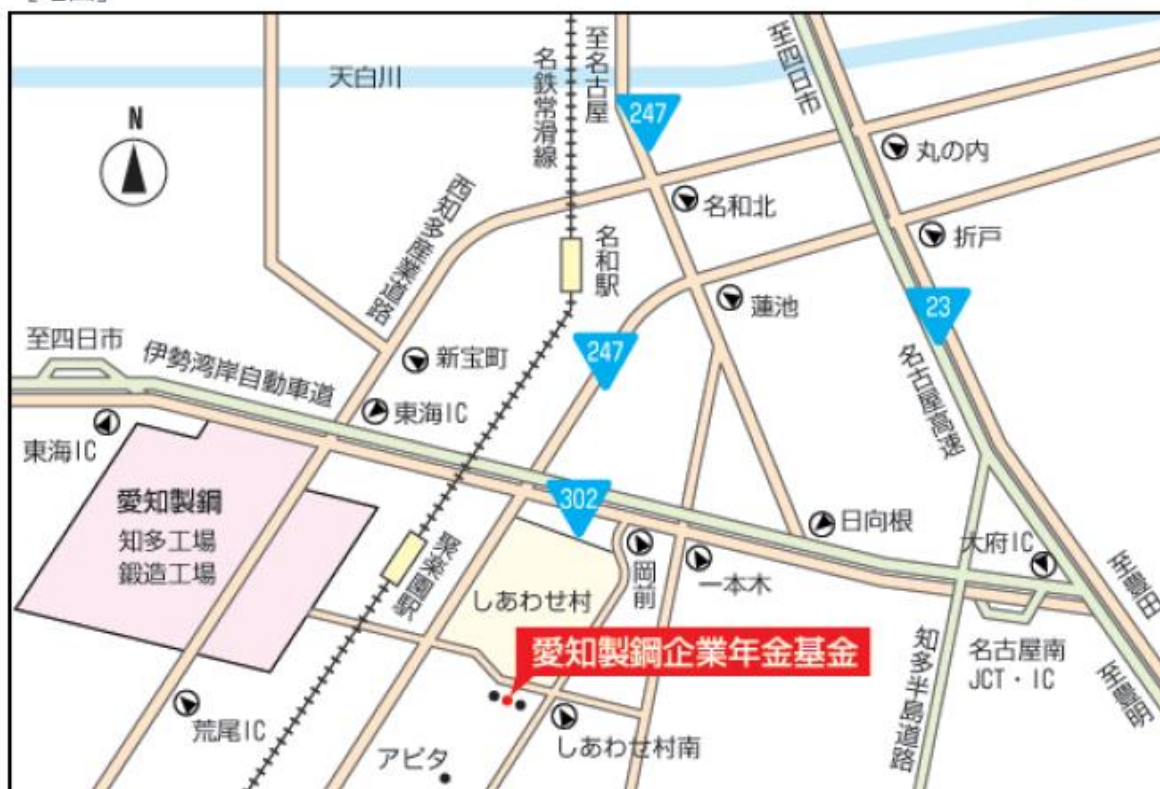 天白川
名鉄常滑線
至名古屋
至四日市
247
N
丸の内
名和北
西知多産業道路
折戸
名和駅
蓮池
23
至四日市
伊勢湾岸自動車道
新宝町
247
名古屋高速
東海IC
東海IC
愛知製鋼
知多工場
鍛造工場
302
日向根
大府IC
聚楽園駅
しあわせ村
岡前
一本木
至豊田
愛知製鋼企業年金基金
名古屋南
JCT・IC
知多半島道路
至豊明
荒尾IC
しあわせ村南
アピタ